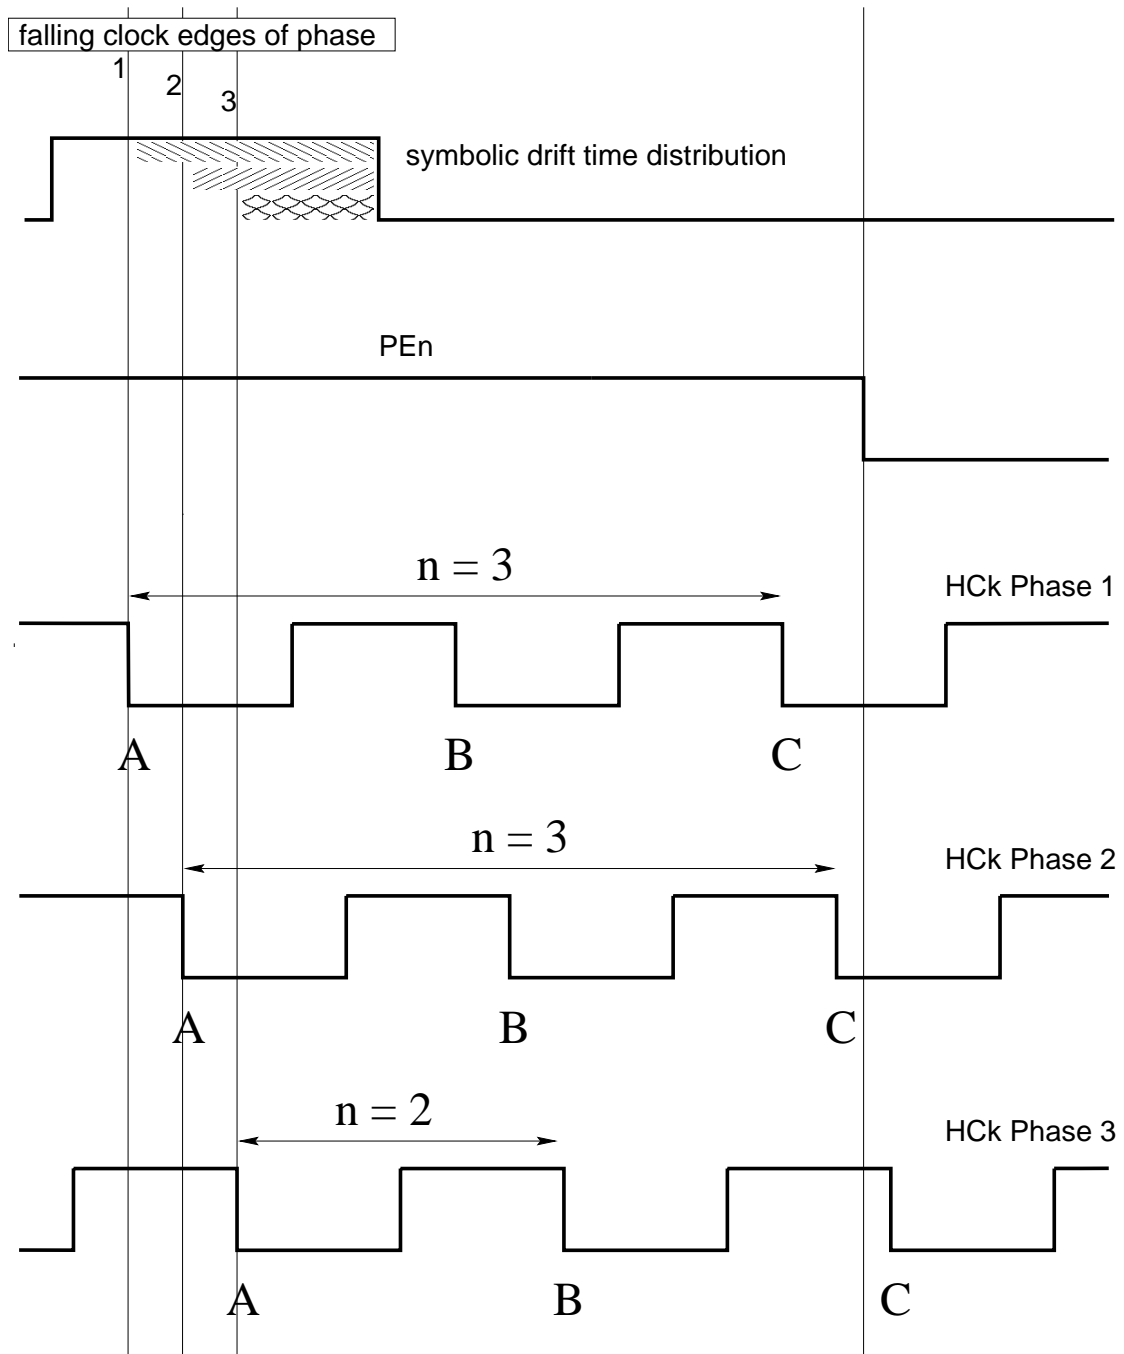 falling clock edges of phase
1
2
3
symbolic drift time distribution
PEn
n = 3
HCk Phase 1
A
B
C
n = 3
HCk Phase 2
A
B
C
n = 2
HCk Phase 3
A
B
C